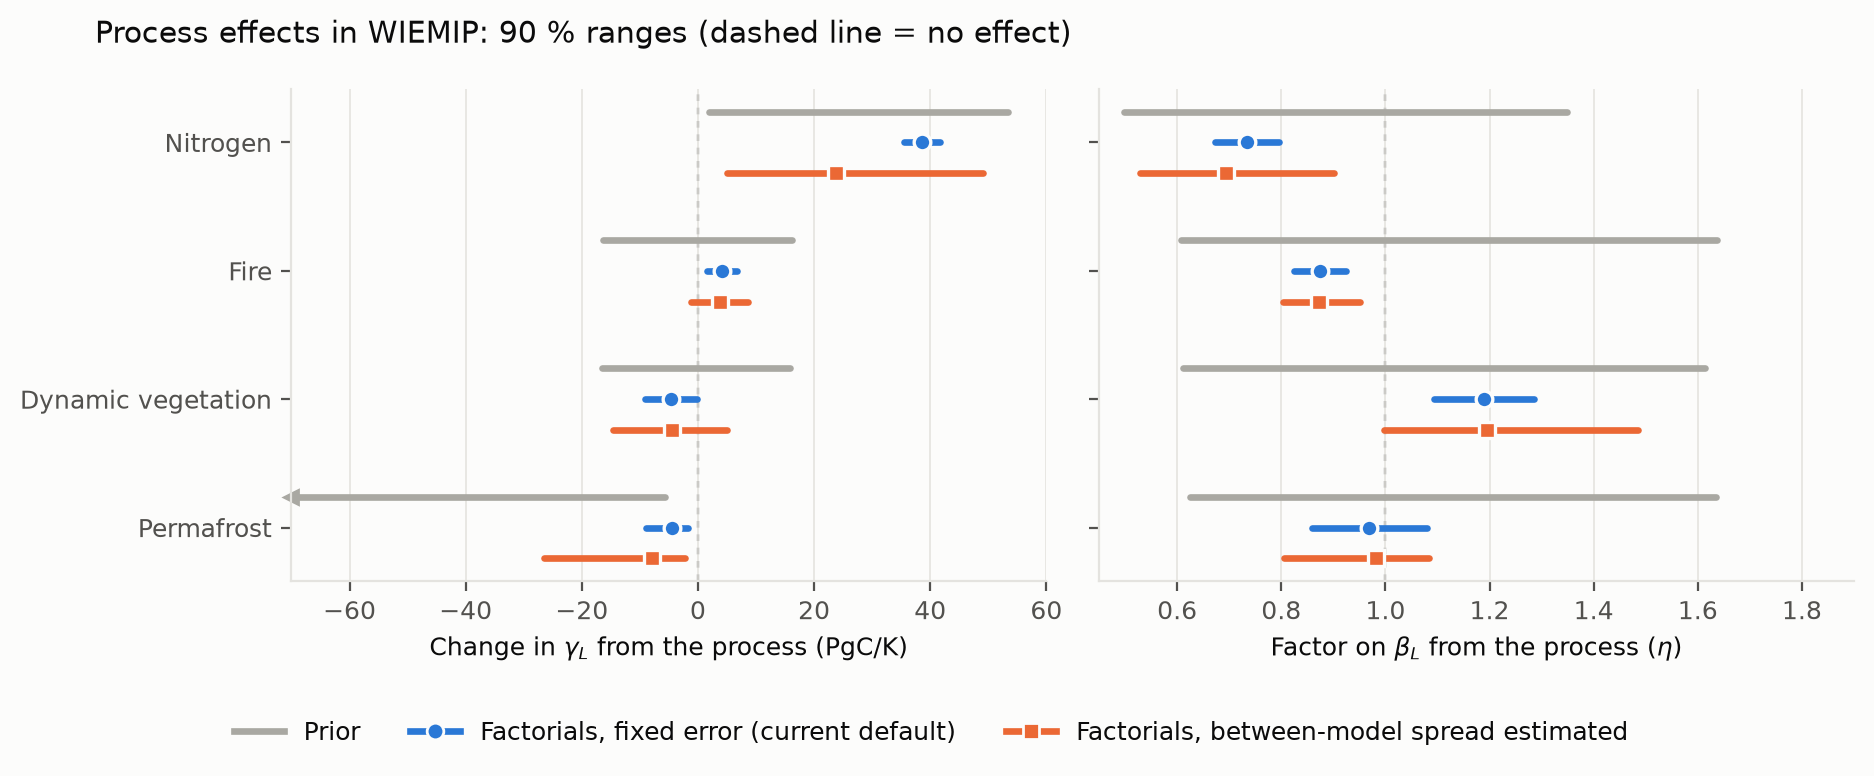 Process effects in WIEMIP: 90 % ranges (dashed line = no effect)
Nitrogen
Fire
Dynamic vegetation
Permafrost
−60 −40 −20 0 20 40 60
Change in γL from the process (PgC/K)
0.6 0.8 1.0 1.2 1.4 1.6 1.8
Factor on βL from the process (η)
Prior
Factorials, fixed error (current default)
Factorials, between-model spread estimated